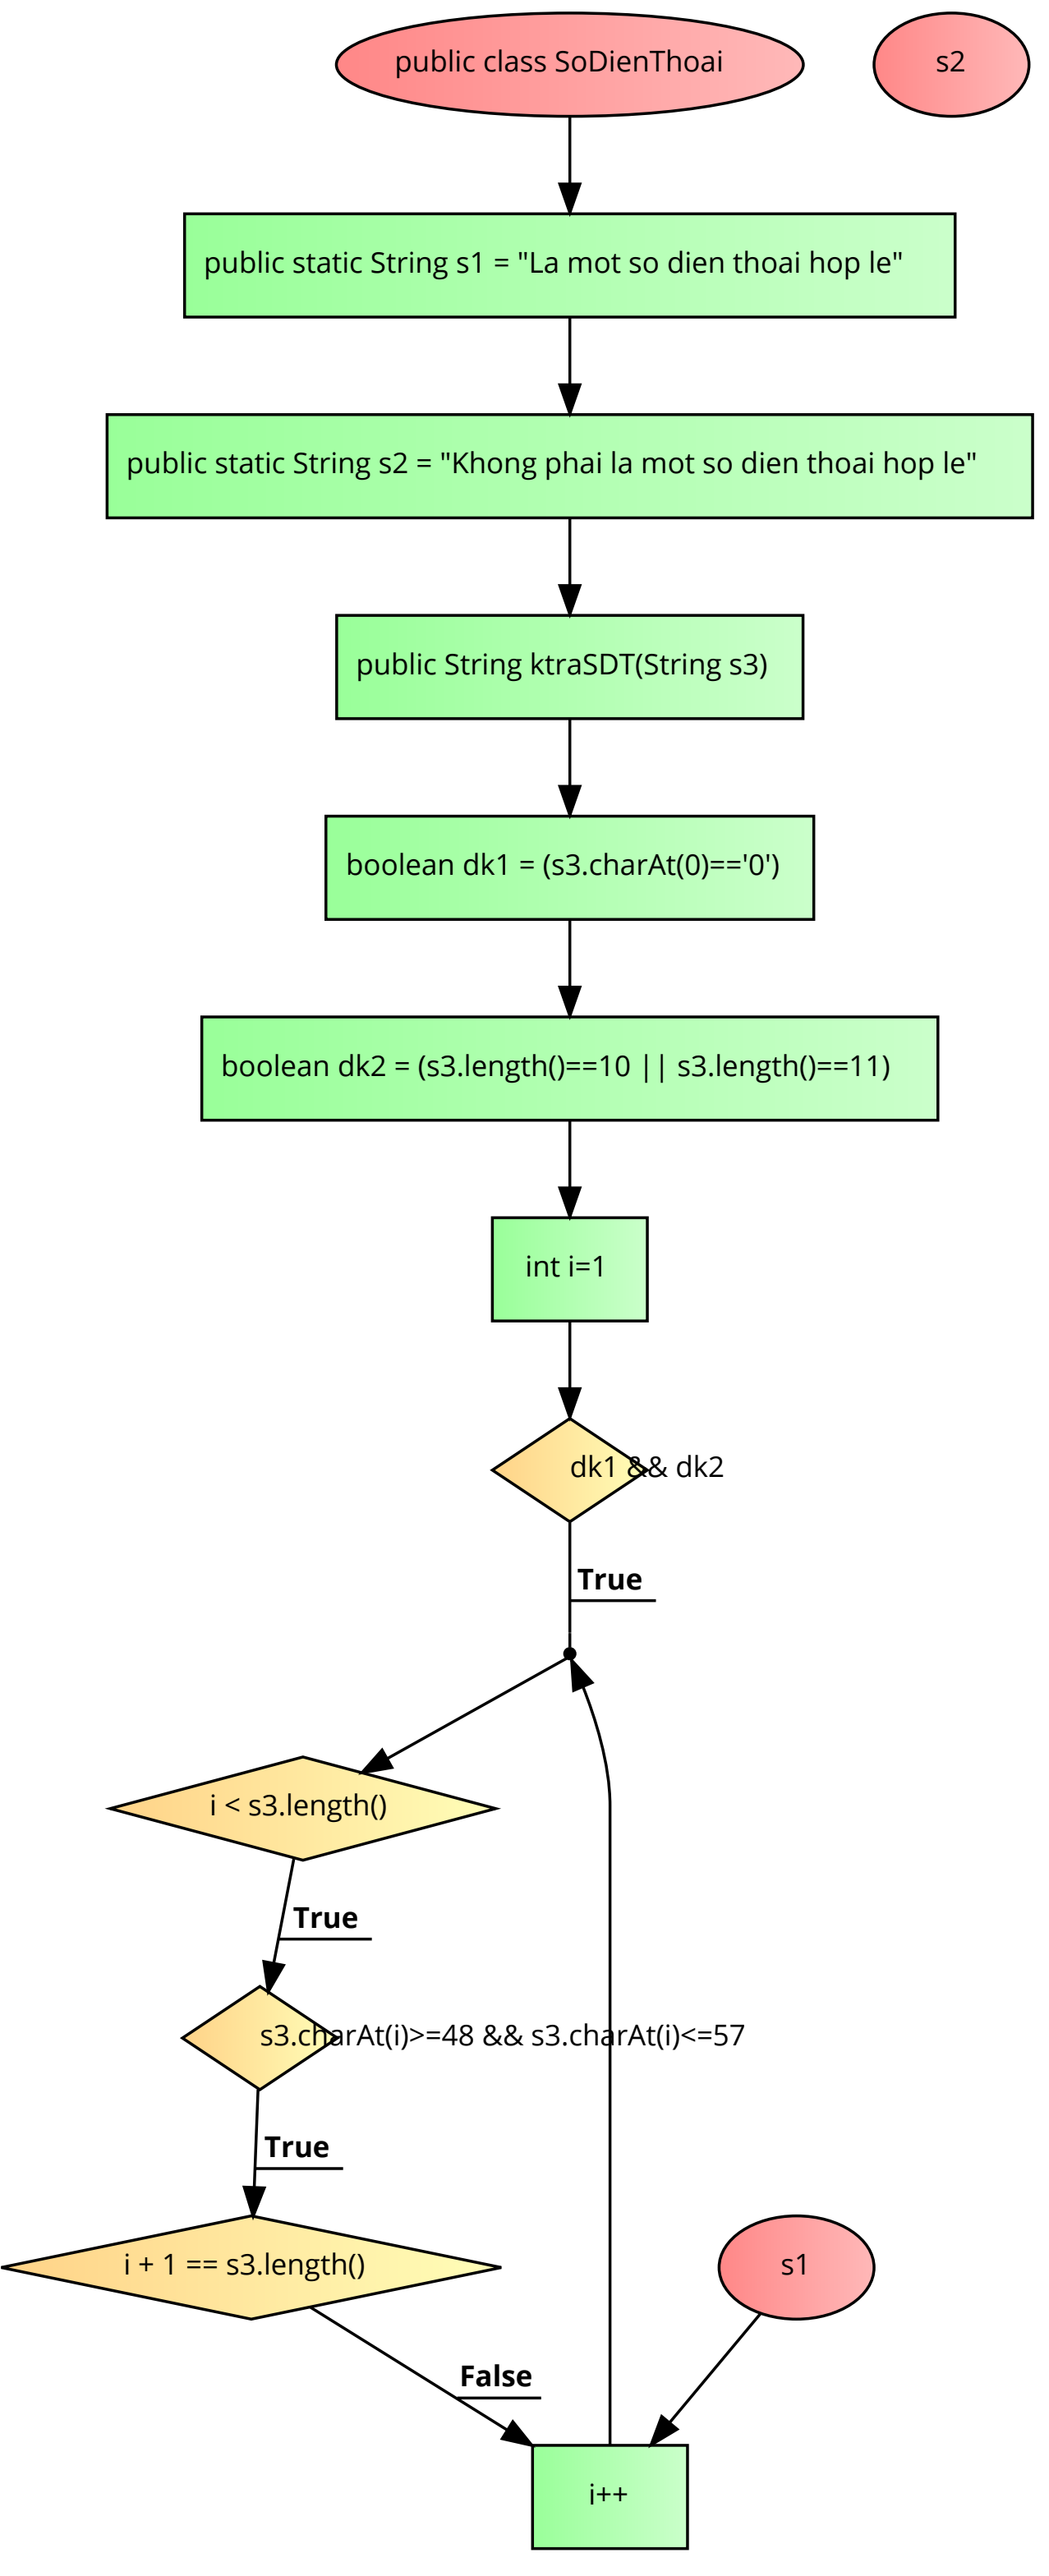 public class SoDienThoai
s2
public static String s1 = "La mot so dien thoai hop le"
public static String s2 = "Khong phai la mot so dien thoai hop le"
public String ktraSDT(String s3)
boolean dk1 = (s3.charAt(0)=='0')
boolean dk2 = (s3.length()==10 || s3.length()==11)
int i=1
dk1 && dk2
True
i < s3.length()
True
s3.charAt(i)>=48 && s3.charAt(i)<=57
True
i + 1 == s3.length()
s1
False
i++